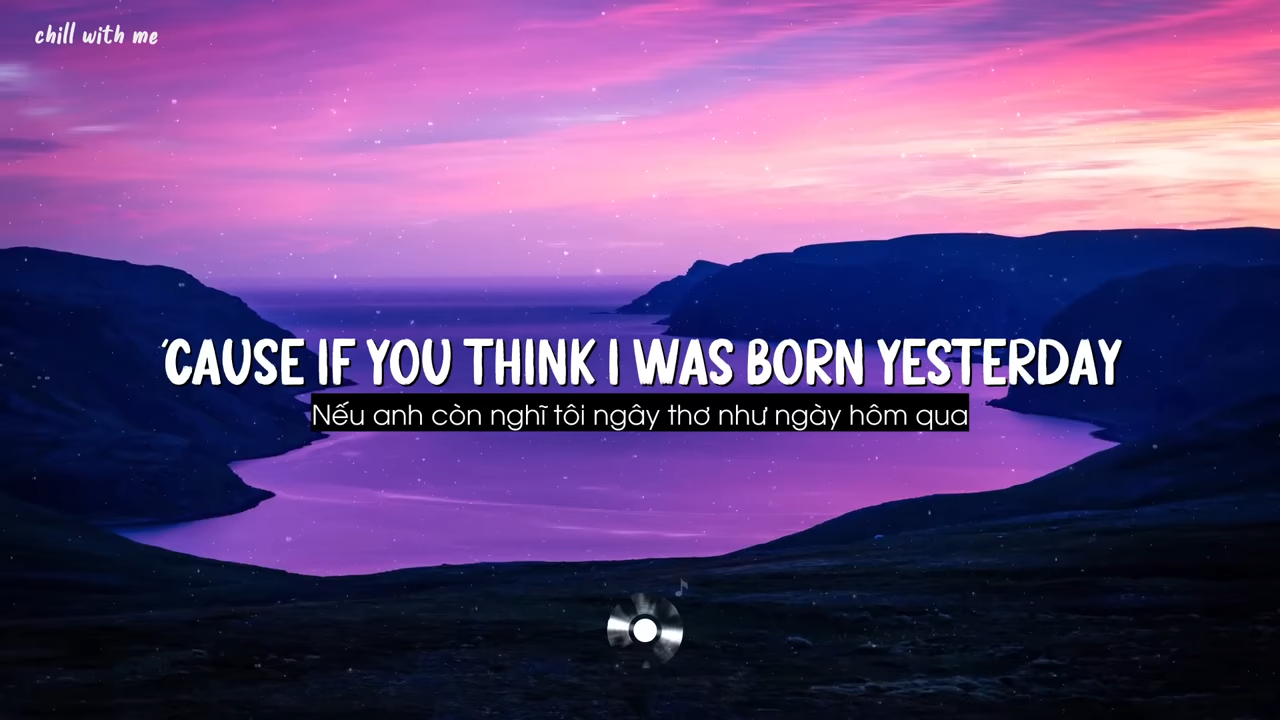 chill with me
'CAUSE IF YOU THINK I WAS BORN YESTERDAY
Nếu anh còn nghĩ tôi ngây thơ như ngày hôm qua